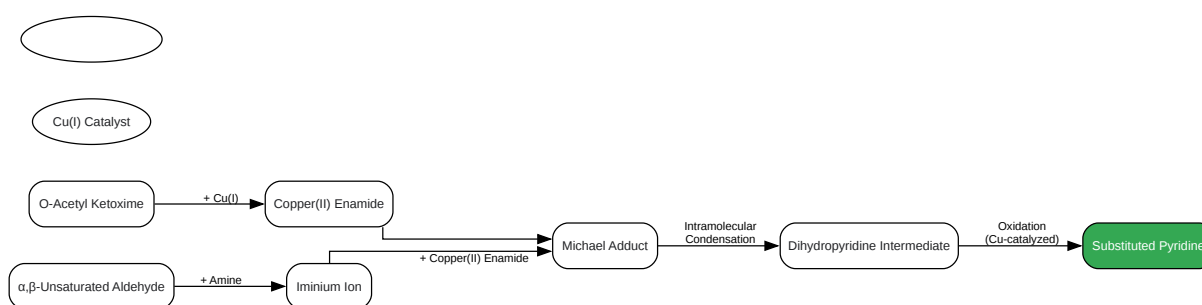 Cu(I) Catalyst
O-Acetyl Ketoxime
+ Cu(I)
Copper(II) Enamide
α,β-Unsaturated Aldehyde
+ Amine
Iminium Ion
+ Copper(II) Enamide
Michael Adduct
Intramolecular
Condensation
Dihydropyridine Intermediate
Oxidation
(Cu-catalyzed)
Substituted Pyridine